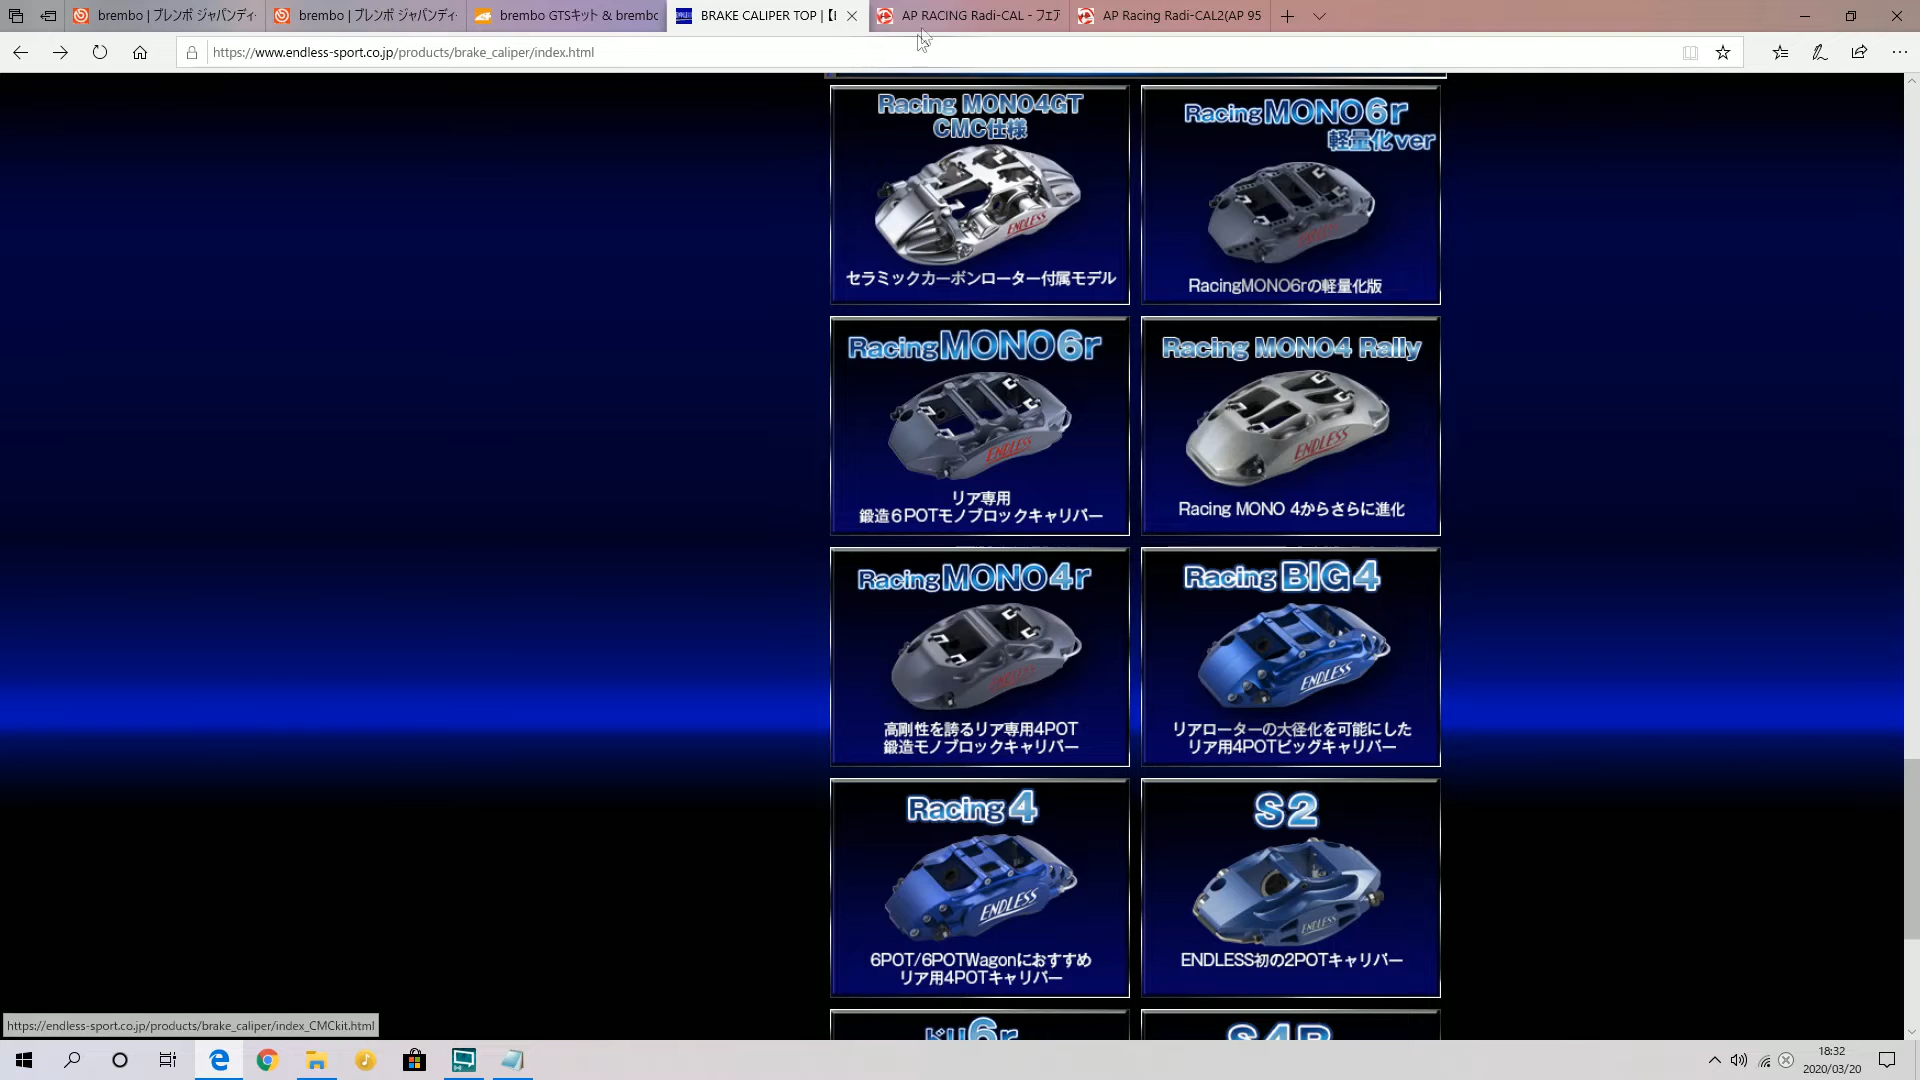 brembo | ブレンボ ジャパンディ
brembo | ブレンボ ジャパンディ
brembo GTSキット & brembc
BRAKE CALIPER TOP | 【E
AP RACING Radi-CAL - フェア
AP Racing Radi-CAL2(AP 95
https://www.endless-sport.co.jp/products/brake_caliper/index.html
Racing MONO4GT
CMC仕様
ENDLESS
セラミックカーボンローター付属モデル
Racing MONO6r
軽量化ver
ENDLESS
RacingMONO6rの軽量化版
Racing MONO6r
ENDLESS
リア専用
鍛造6POTモノブロックキャリパー
Racing MONO4 Rally
ENDLESS
Racing MONO 4からさらに進化
Racing MONO4r
ENDLESS
高剛性を誇るリア専用4POT
鍛造モノブロックキャリパー
Racing BIG4
ENDLESS
リアローターの大径化を可能にした
リア用4POTビッグキャリパー
Racing 4
ENDLESS
6POT/6POTWagonにおすすめ
リア用4POTキャリパー
S2
ENDLESS
ENDLESS初の2POTキャリパー
ドリ6r
S4R
https://endless-sport.co.jp/products/brake_caliper/index_CMCkit.html
18:32
2020/03/20